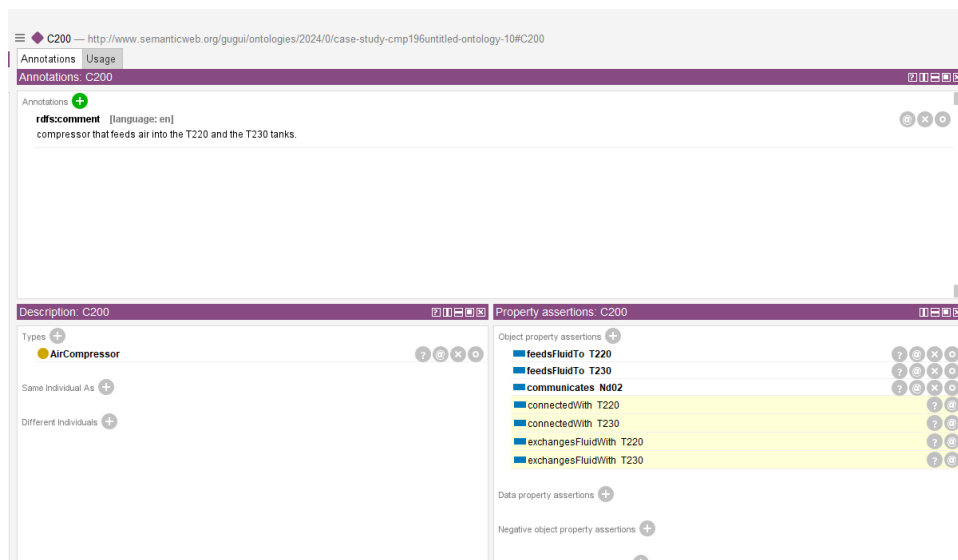 C200 — http://www.semanticweb.org/gugui/ontologies/2024/0/case-study-cmp196untitled-ontology-10#C200
Annotations Usage
Annotations: C200
Annotations
rdfs:comment [language: en]
compressor that feeds air into the T220 and the T230 tanks.
Description: C200
Types
AirCompressor
Same Individual As
Different Individuals
Property assertions: C200
Object property assertions
feedsFluidTo T220
feedsFluidTo T230
communicates Nd02
connectedWith T220
connectedWith T230
exchangesFluidWith T220
exchangesFluidWith T230
Data property assertions
Negative object property assertions